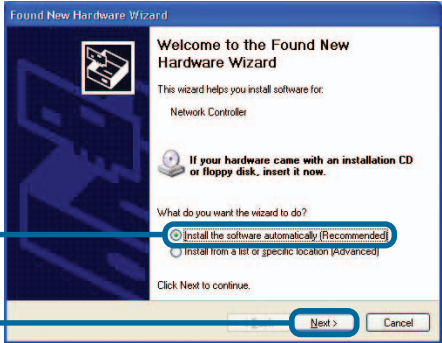 Found New Hardware Wizard
Welcome to the Found New
Hardware Wizard
This wizard helps you install software for:
Network Controller
If your hardware came with an installation CD
or floppy disk, insert it now.
What do you want the wizard to do?
Install the software automatically (Recommended)
Install from a list or specific location (Advanced)
Click Next to continue.
Next > Cancel